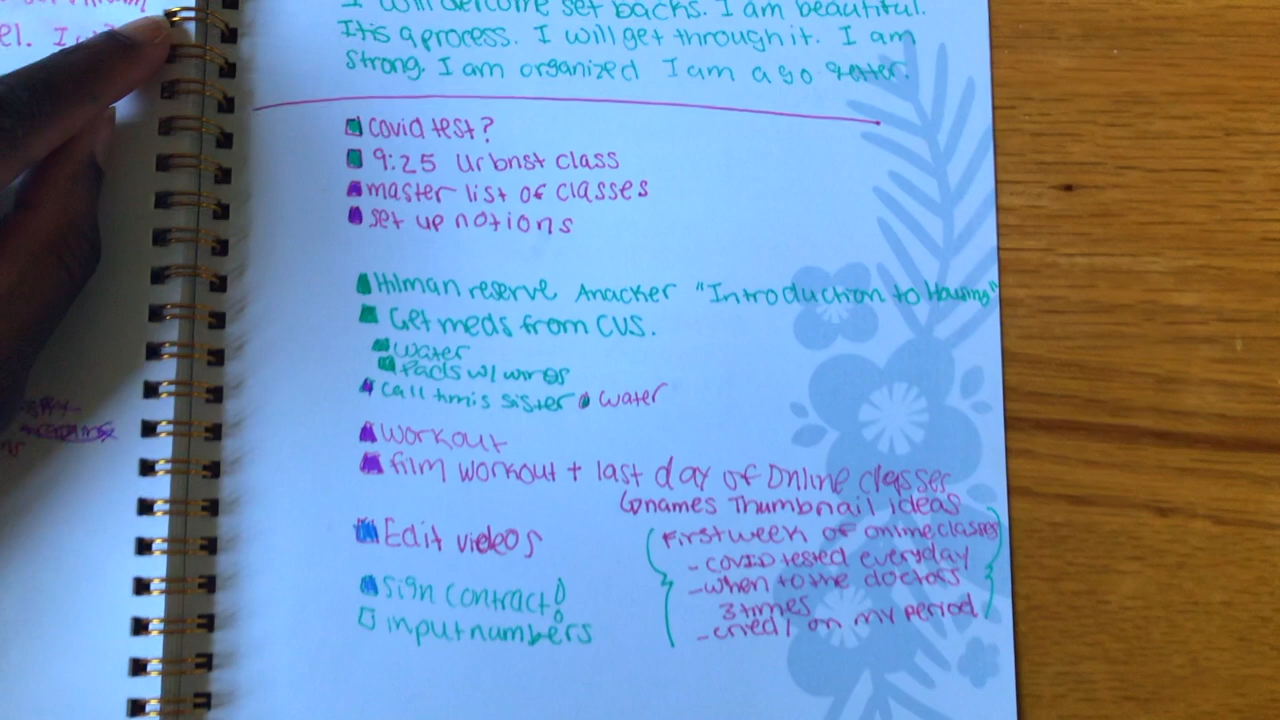 el. I
I will overcome set backs. I am beautiful.
It's a process. I will get through it. I am
strong. I am organized I am a go getter.
covid test?
9:25 Urbnst class
master list of classes
set up notions
Hilman reserve Anacker "Introduction to Housing"
Get meds from CVS.
water
Pads w/ wings
call timis sister water
workout
film workout + last day of Online classes
names Thumbnail ideas
Edit videos
first week of online classes
- COVID tested everyday
- when to the doctors
3 times
- cried / on my period
sign contract!
input numbers